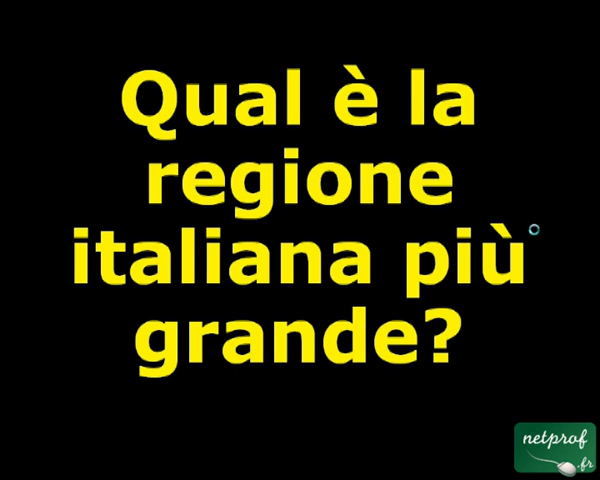 Qual è la
regione
italiana più
grande?
netprof
.fr